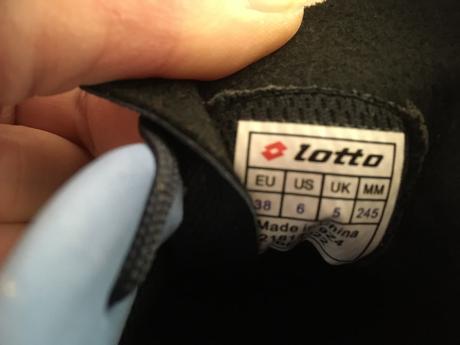 lotto
EU US UK MM
38 6 5 245
Made in China